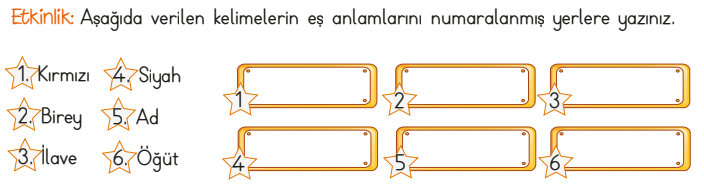 Etkinlik: Aşağıda verilen kelimelerin eş anlamlarını numaralanmış yerlere yazınız.
1. Kırmızı 4. Siyah
2. Birey 5. Ad
3. İlave 6. Öğüt
1 2 3
4 5 6